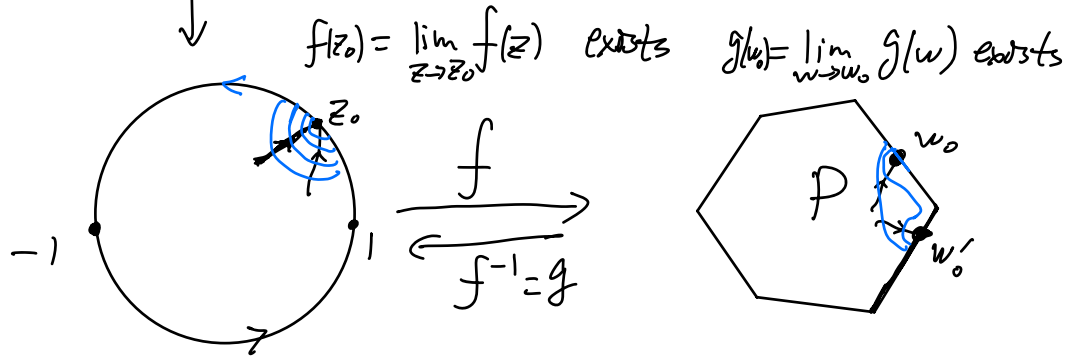 f(z₀) = lim f(z) exists
z→z₀
g(w₀) = lim g(w) exists
w→w₀
z₀
f
w₀
P
-1
1
f⁻¹ = g
w₀'